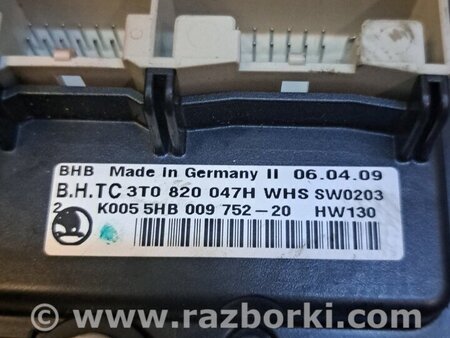 BHB Made in Germany II 06.04.09
B.H.TC 3T0 820 047H WHS SW0203
2 K005 5HB 009 752-20 HW130
© www.razborki.com